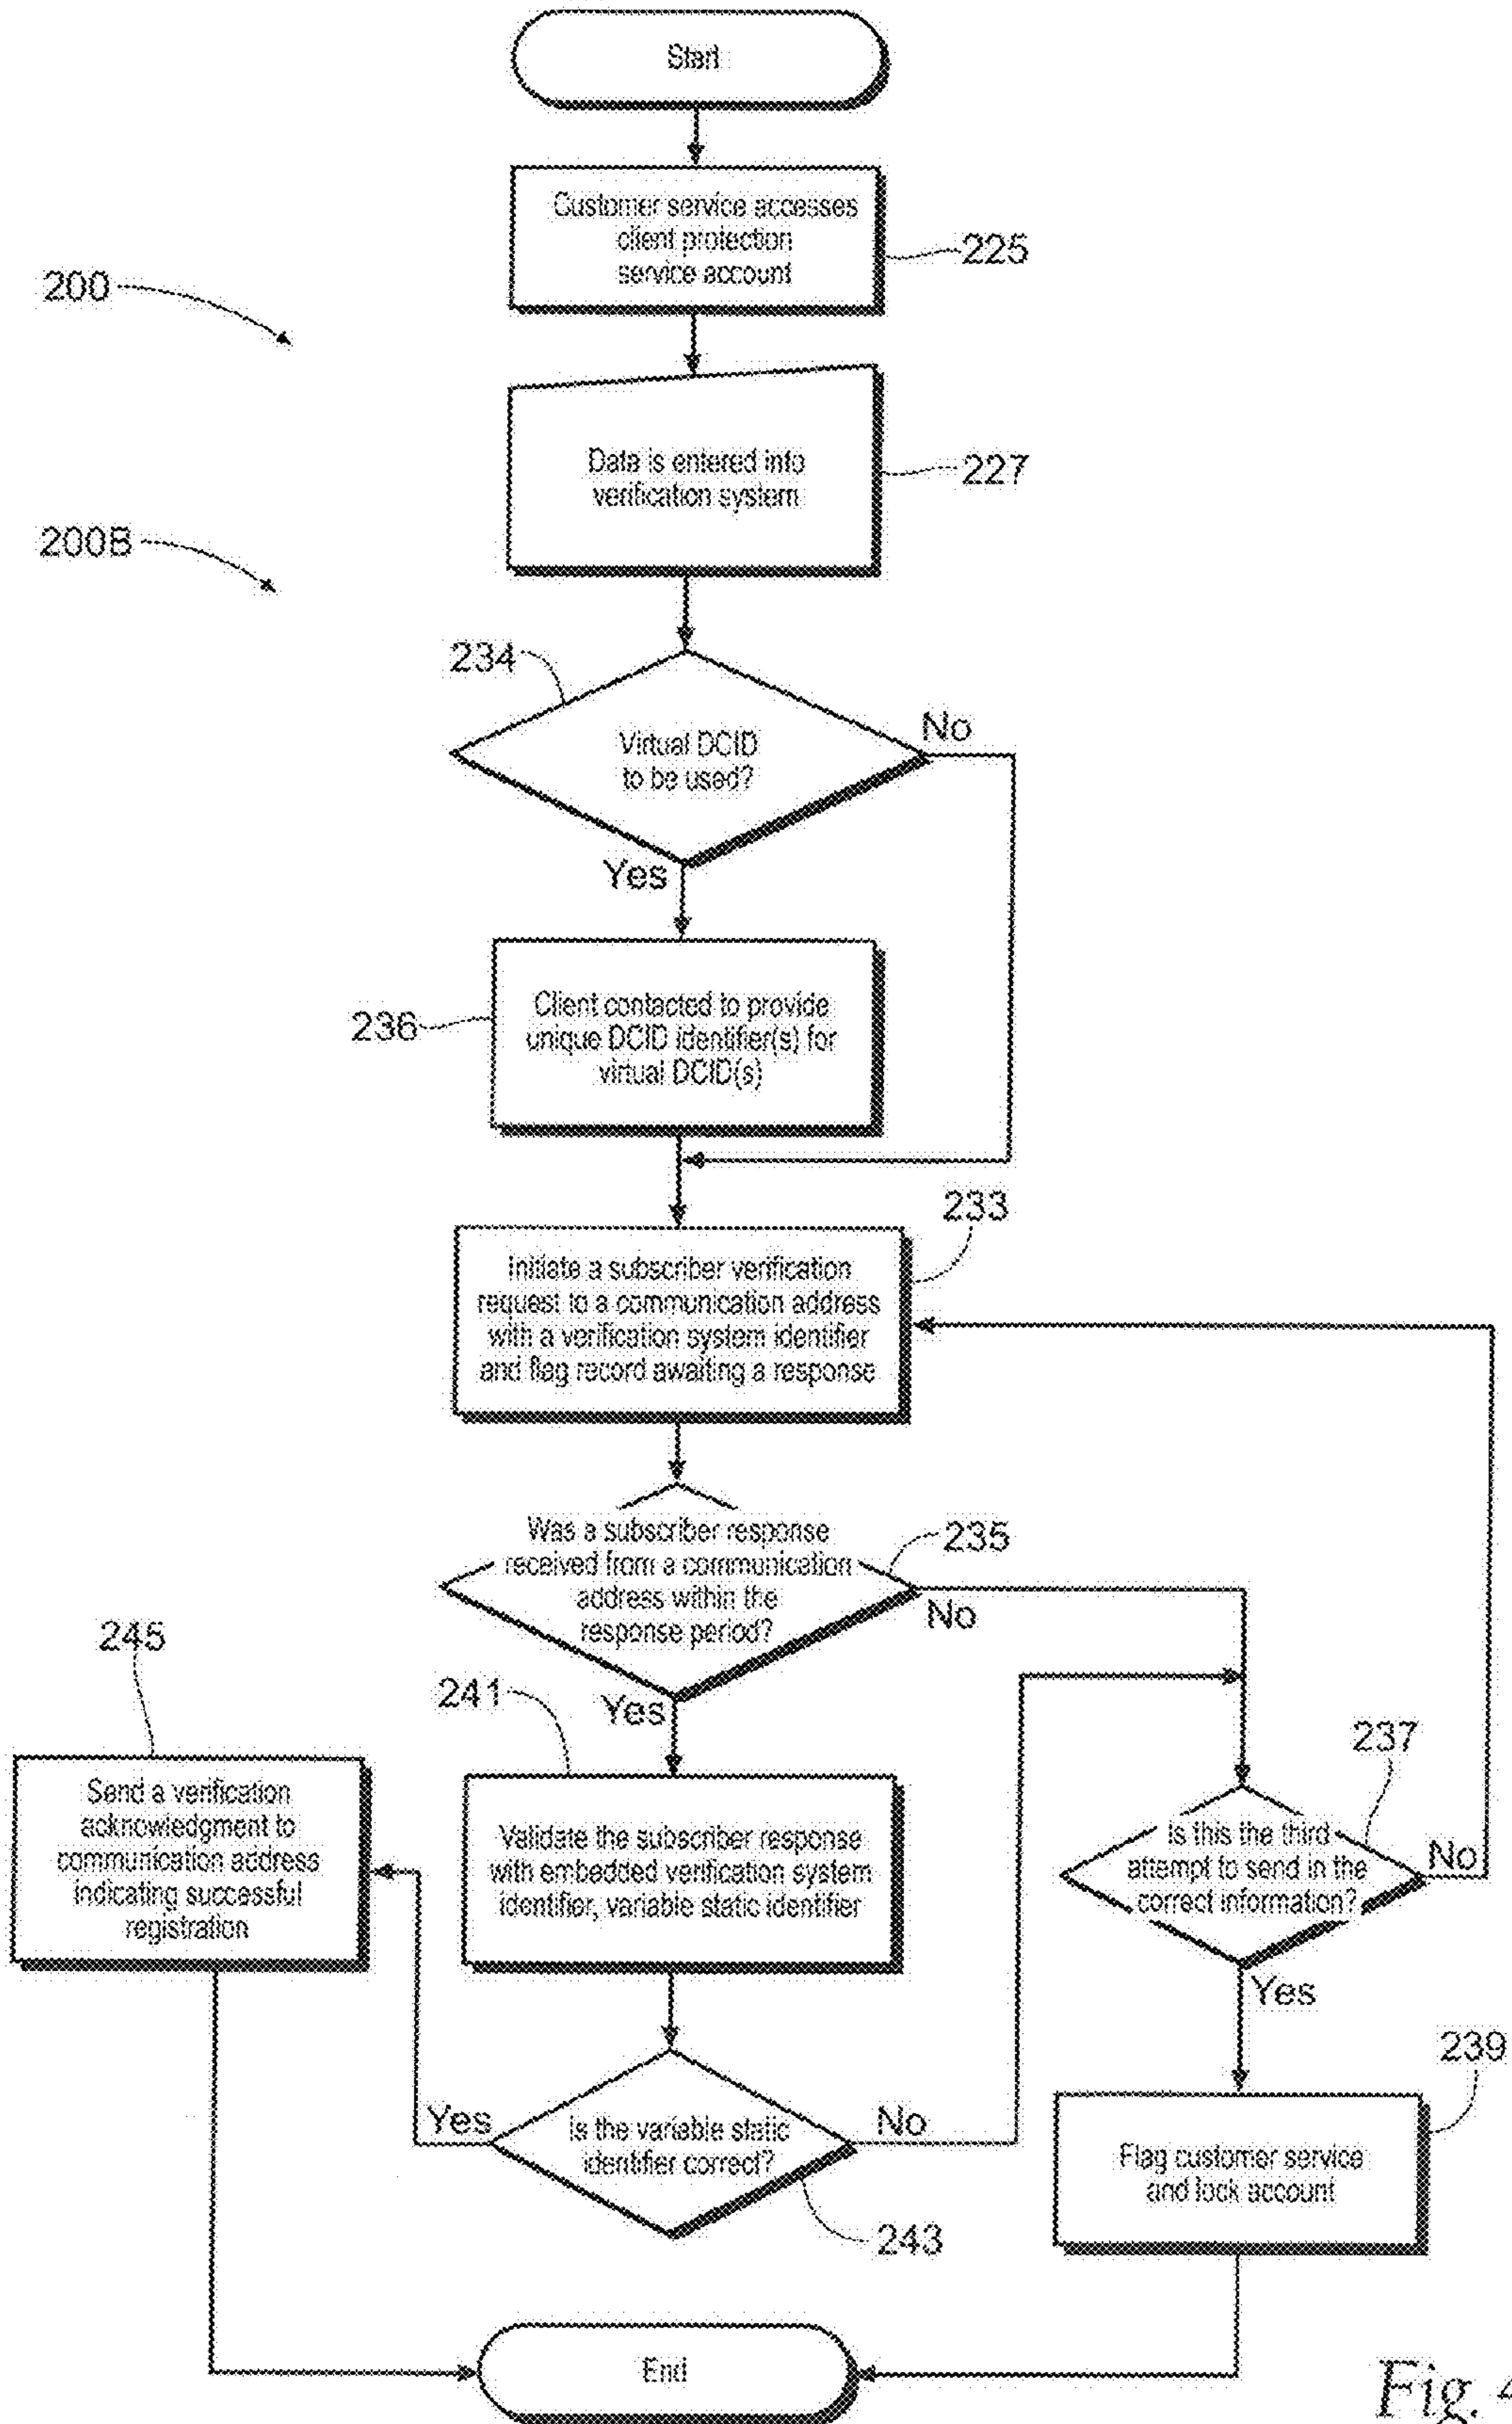 Start
Customer service accesses
client protection
service account
225
200
Data is entered into
verification system
227
200B
234
Virtual DCID
to be used?
No
Yes
Client contacted to provide
unique DCID identifier(s) for
virtual DCID(s)
236
233
Initiate a subscriber verification
request to a communication address
with a verification system identifier
and flag record awaiting a response
Was a subscriber response
received from a communication
address within the
response period?
235
No
Yes
245
Send a verification
acknowledgment to
communication address
indicating successful
registration
241
Validate the subscriber response
with embedded verification system
identifier, variable static identifier
237
Is this the third
attempt to send in the
correct information?
No
Yes
239
Flag customer service
and lock account
Is the variable static
identifier correct?
Yes
No
243
End
Fig. 4